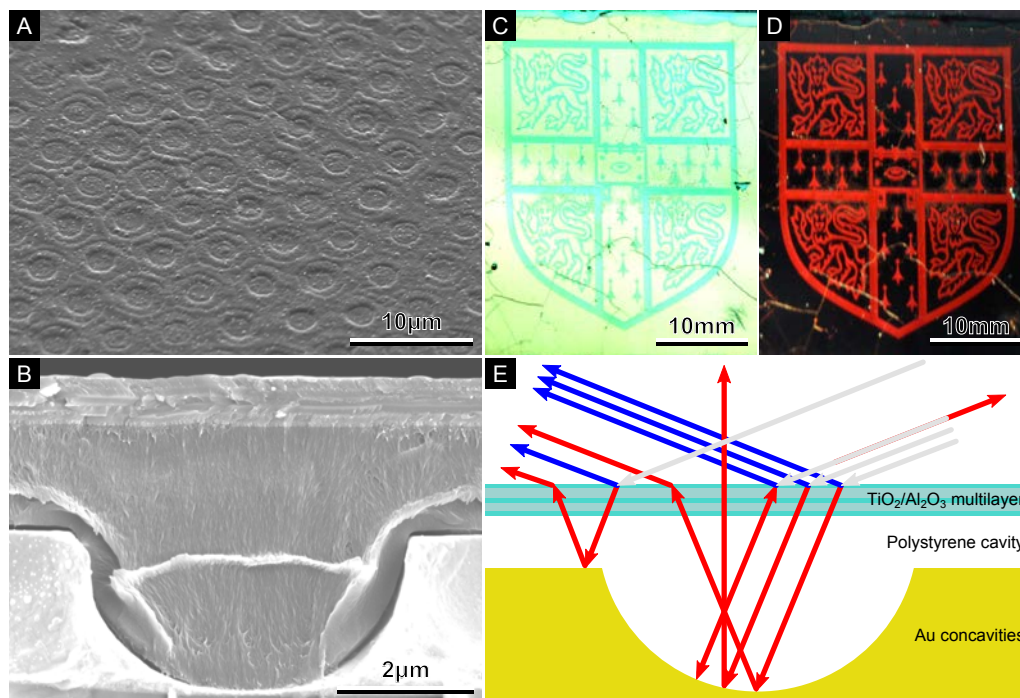 A
10μm
B
2μm
C
10mm
D
10mm
E
TiO₂/Al₂O₃ multilayer
Polystyrene cavity
Au concavities